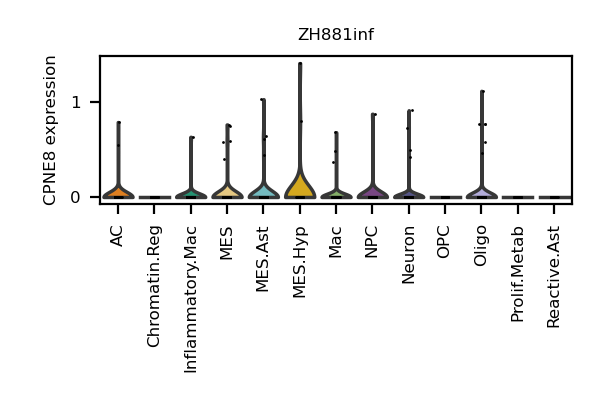 ZH881inf
CPNE8 expression
1
0
AC
Chromatin.Reg
Inflammatory.Mac
MES
MES.Ast
MES.Hyp
Mac
NPC
Neuron
OPC
Oligo
Prolif.Metab
Reactive.Ast